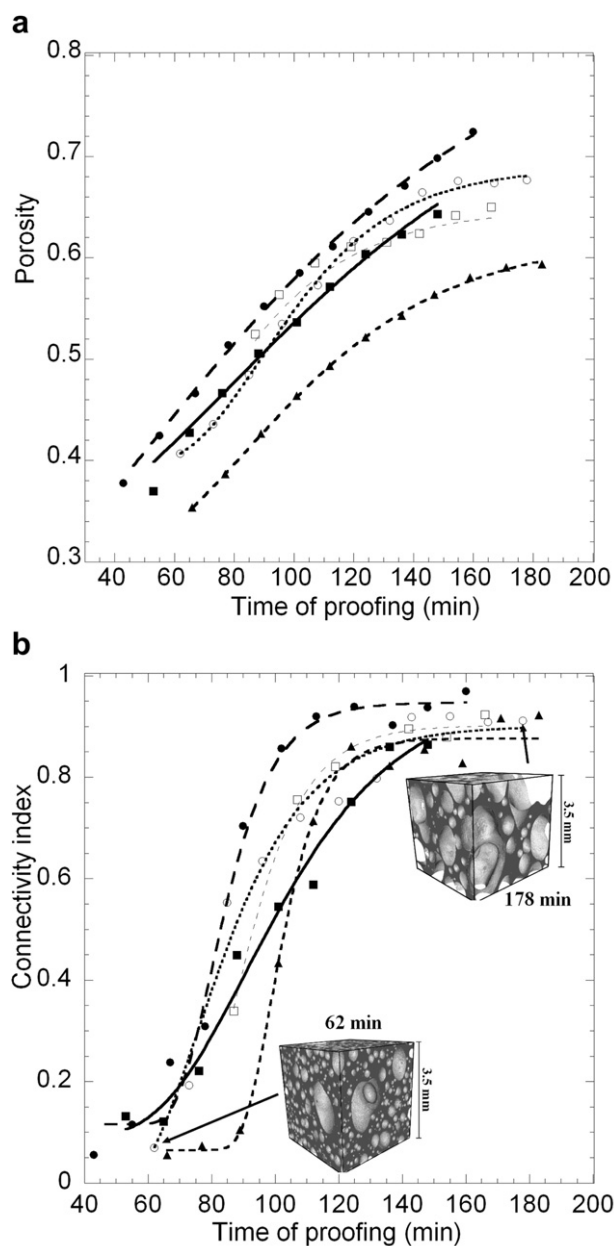 a
0.8
0.7
0.6
0.5
0.4
0.3
Porosity
40 60 80 100 120 140 160 180 200
Time of proofing (min)
b
1
0.8
0.6
0.4
0.2
0
Connectivity index
3.5 mm
178 min
62 min
3.5 mm
40 60 80 100 120 140 160 180 200
Time of proofing (min)